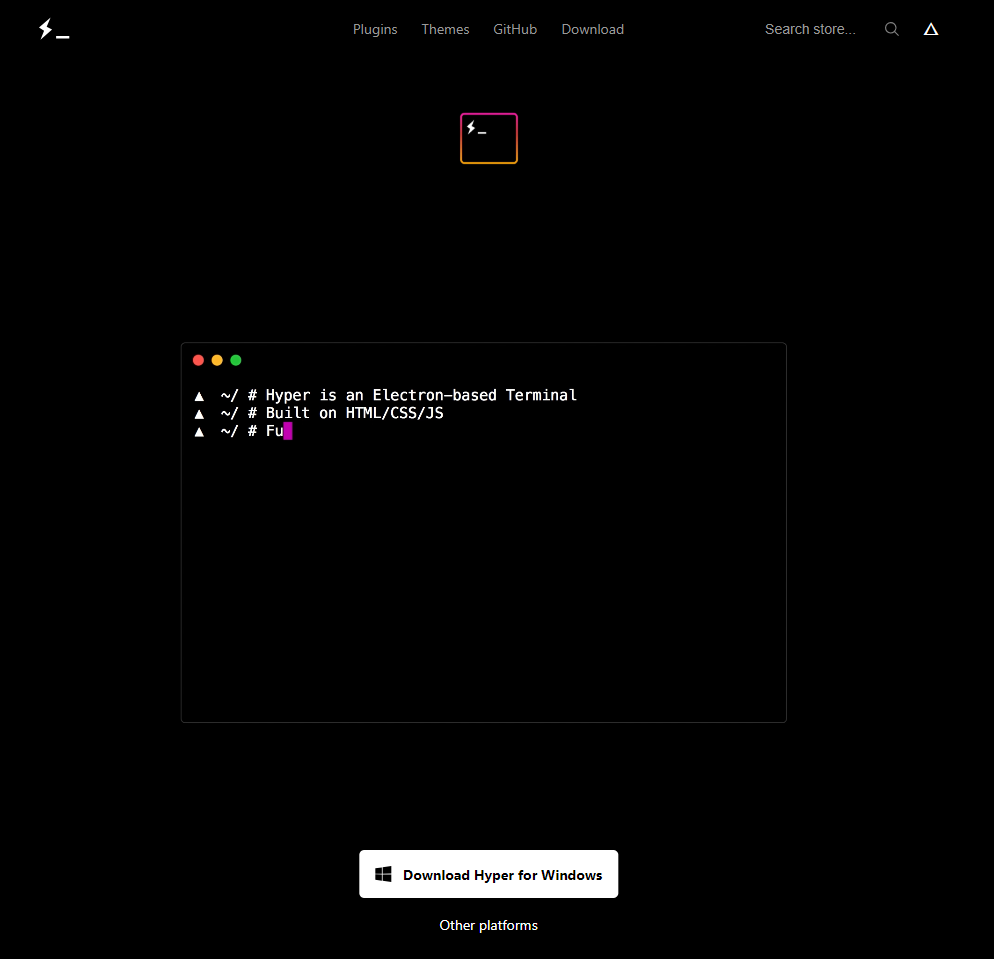 Plugins Themes GitHub Download Search store...
▲ ~/ # Hyper is an Electron-based Terminal
▲ ~/ # Built on HTML/CSS/JS
▲ ~/ # Fu
Download Hyper for Windows
Other platforms